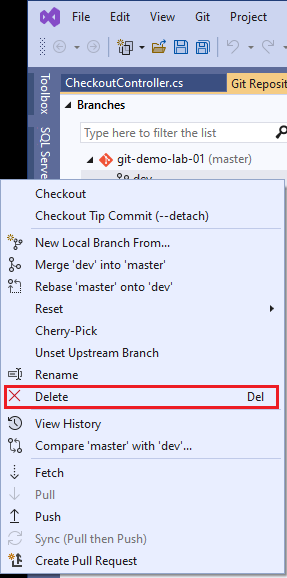 File Edit View Git Project
CheckoutController.cs Git Reposit
Toolbox
SQL Serve
Branches
Type here to filter the list
git-demo-lab-01 (master)
dev
Checkout
Checkout Tip Commit (--detach)
New Local Branch From...
Merge 'dev' into 'master'
Rebase 'master' onto 'dev'
Reset
Cherry-Pick
Unset Upstream Branch
Rename
Delete Del
View History
Compare 'master' with 'dev'...
Fetch
Pull
Push
Sync (Pull then Push)
Create Pull Request